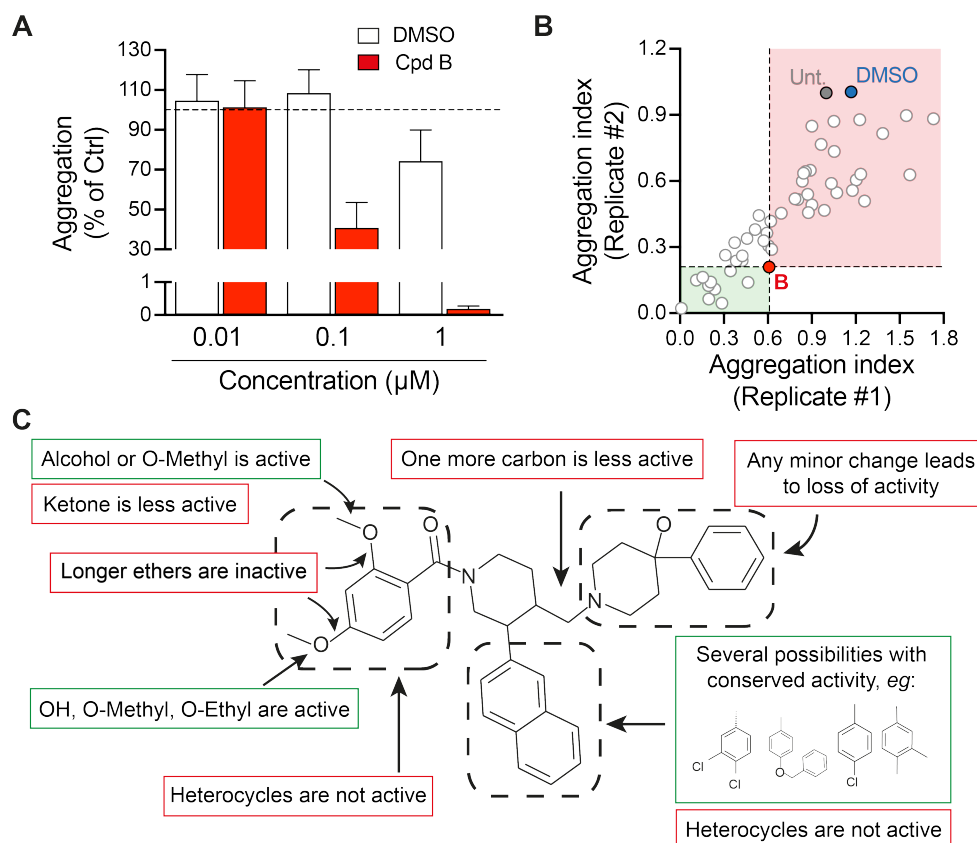 A
DMSO
Cpd B
Aggregation
(% of Ctrl)
130
110
90
70
50
30
1
0
0.01
0.1
1
Concentration (µM)
B
Aggregation index
(Replicate #2)
1.2
0.9
0.6
0.3
0.0
Unt.
DMSO
B
0.0 0.3 0.6 0.9 1.2 1.5 1.8
Aggregation index
(Replicate #1)
C
Alcohol or O-Methyl is active
Ketone is less active
Longer ethers are inactive
OH, O-Methyl, O-Ethyl are active
Heterocycles are not active
One more carbon is less active
Any minor change leads
to loss of activity
O
O
O
N
N
O
Several possibilities with
conserved activity, eg:
Cl
Cl
O
Cl
Heterocycles are not active